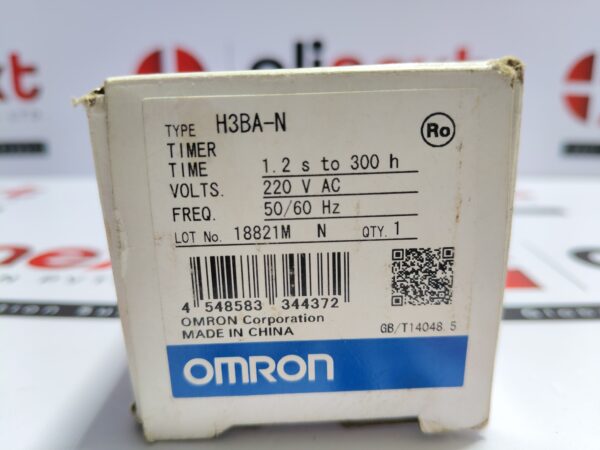 TYPE H3BA-N
Ro
TIMER
TIME 1.2 s to 300 h
VOLTS. 220 V AC
FREQ. 50/60 Hz
LOT No. 18821M N QTY. 1
4 548583 344372
OMRON Corporation
MADE IN CHINA
GB/T14048.5
OMRON